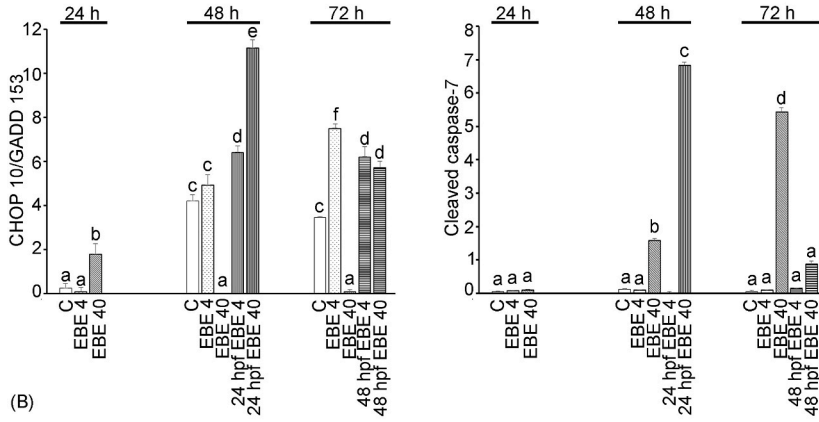 24 h 48 h 72 h
CHOP 10/GADD 153
12
10
8
6
4
2
0
a a b c c a d e c f a d d
C
EBE 4
EBE 40
C
EBE 4
EBE 40
24 hpf EBE 4
24 hpf EBE 40
C
EBE 4
EBE 40
48 hpf EBE 4
48 hpf EBE 40
24 h 48 h 72 h
Cleaved caspase-7
8
7
6
5
4
3
2
1
0
a a a a a b c a a d a a
C
EBE 4
EBE 40
C
EBE 4
EBE 40
24 hpf EBE 4
24 hpf EBE 40
C
EBE 4
EBE 40
48 hpf EBE 4
48 hpf EBE 40
(B)